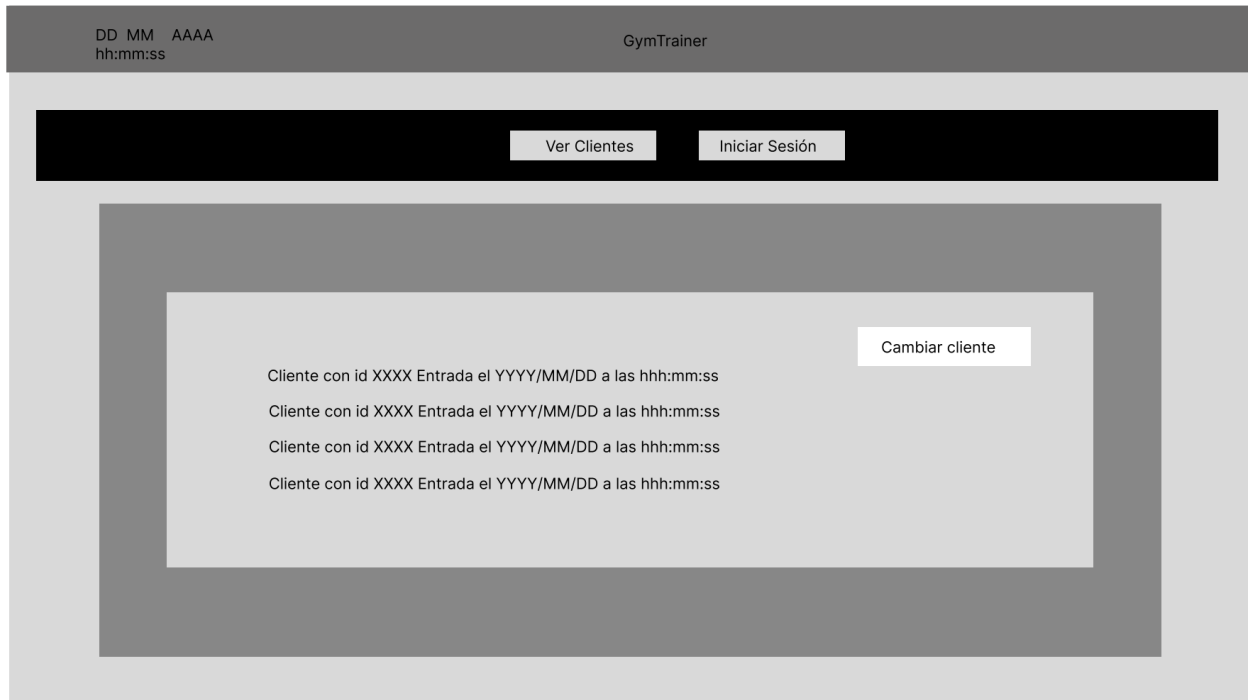 DD MM AAAA
hh:mm:ss
GymTrainer
Ver Clientes
Iniciar Sesión
Cambiar cliente
Cliente con id XXXX Entrada el YYYY/MM/DD a las hhh:mm:ss
Cliente con id XXXX Entrada el YYYY/MM/DD a las hhh:mm:ss
Cliente con id XXXX Entrada el YYYY/MM/DD a las hhh:mm:ss
Cliente con id XXXX Entrada el YYYY/MM/DD a las hhh:mm:ss